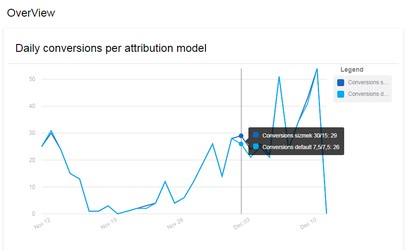 OverView
Daily conversions per attribution model
Legend
Conversions s...
Conversions d...
50
40
30
20
10
0
Conversions sizmek 30/15: 29
Conversions default 7,5/7,5: 26
Nov 12
Nov 19
Nov 26
Dec 03
Dec 10